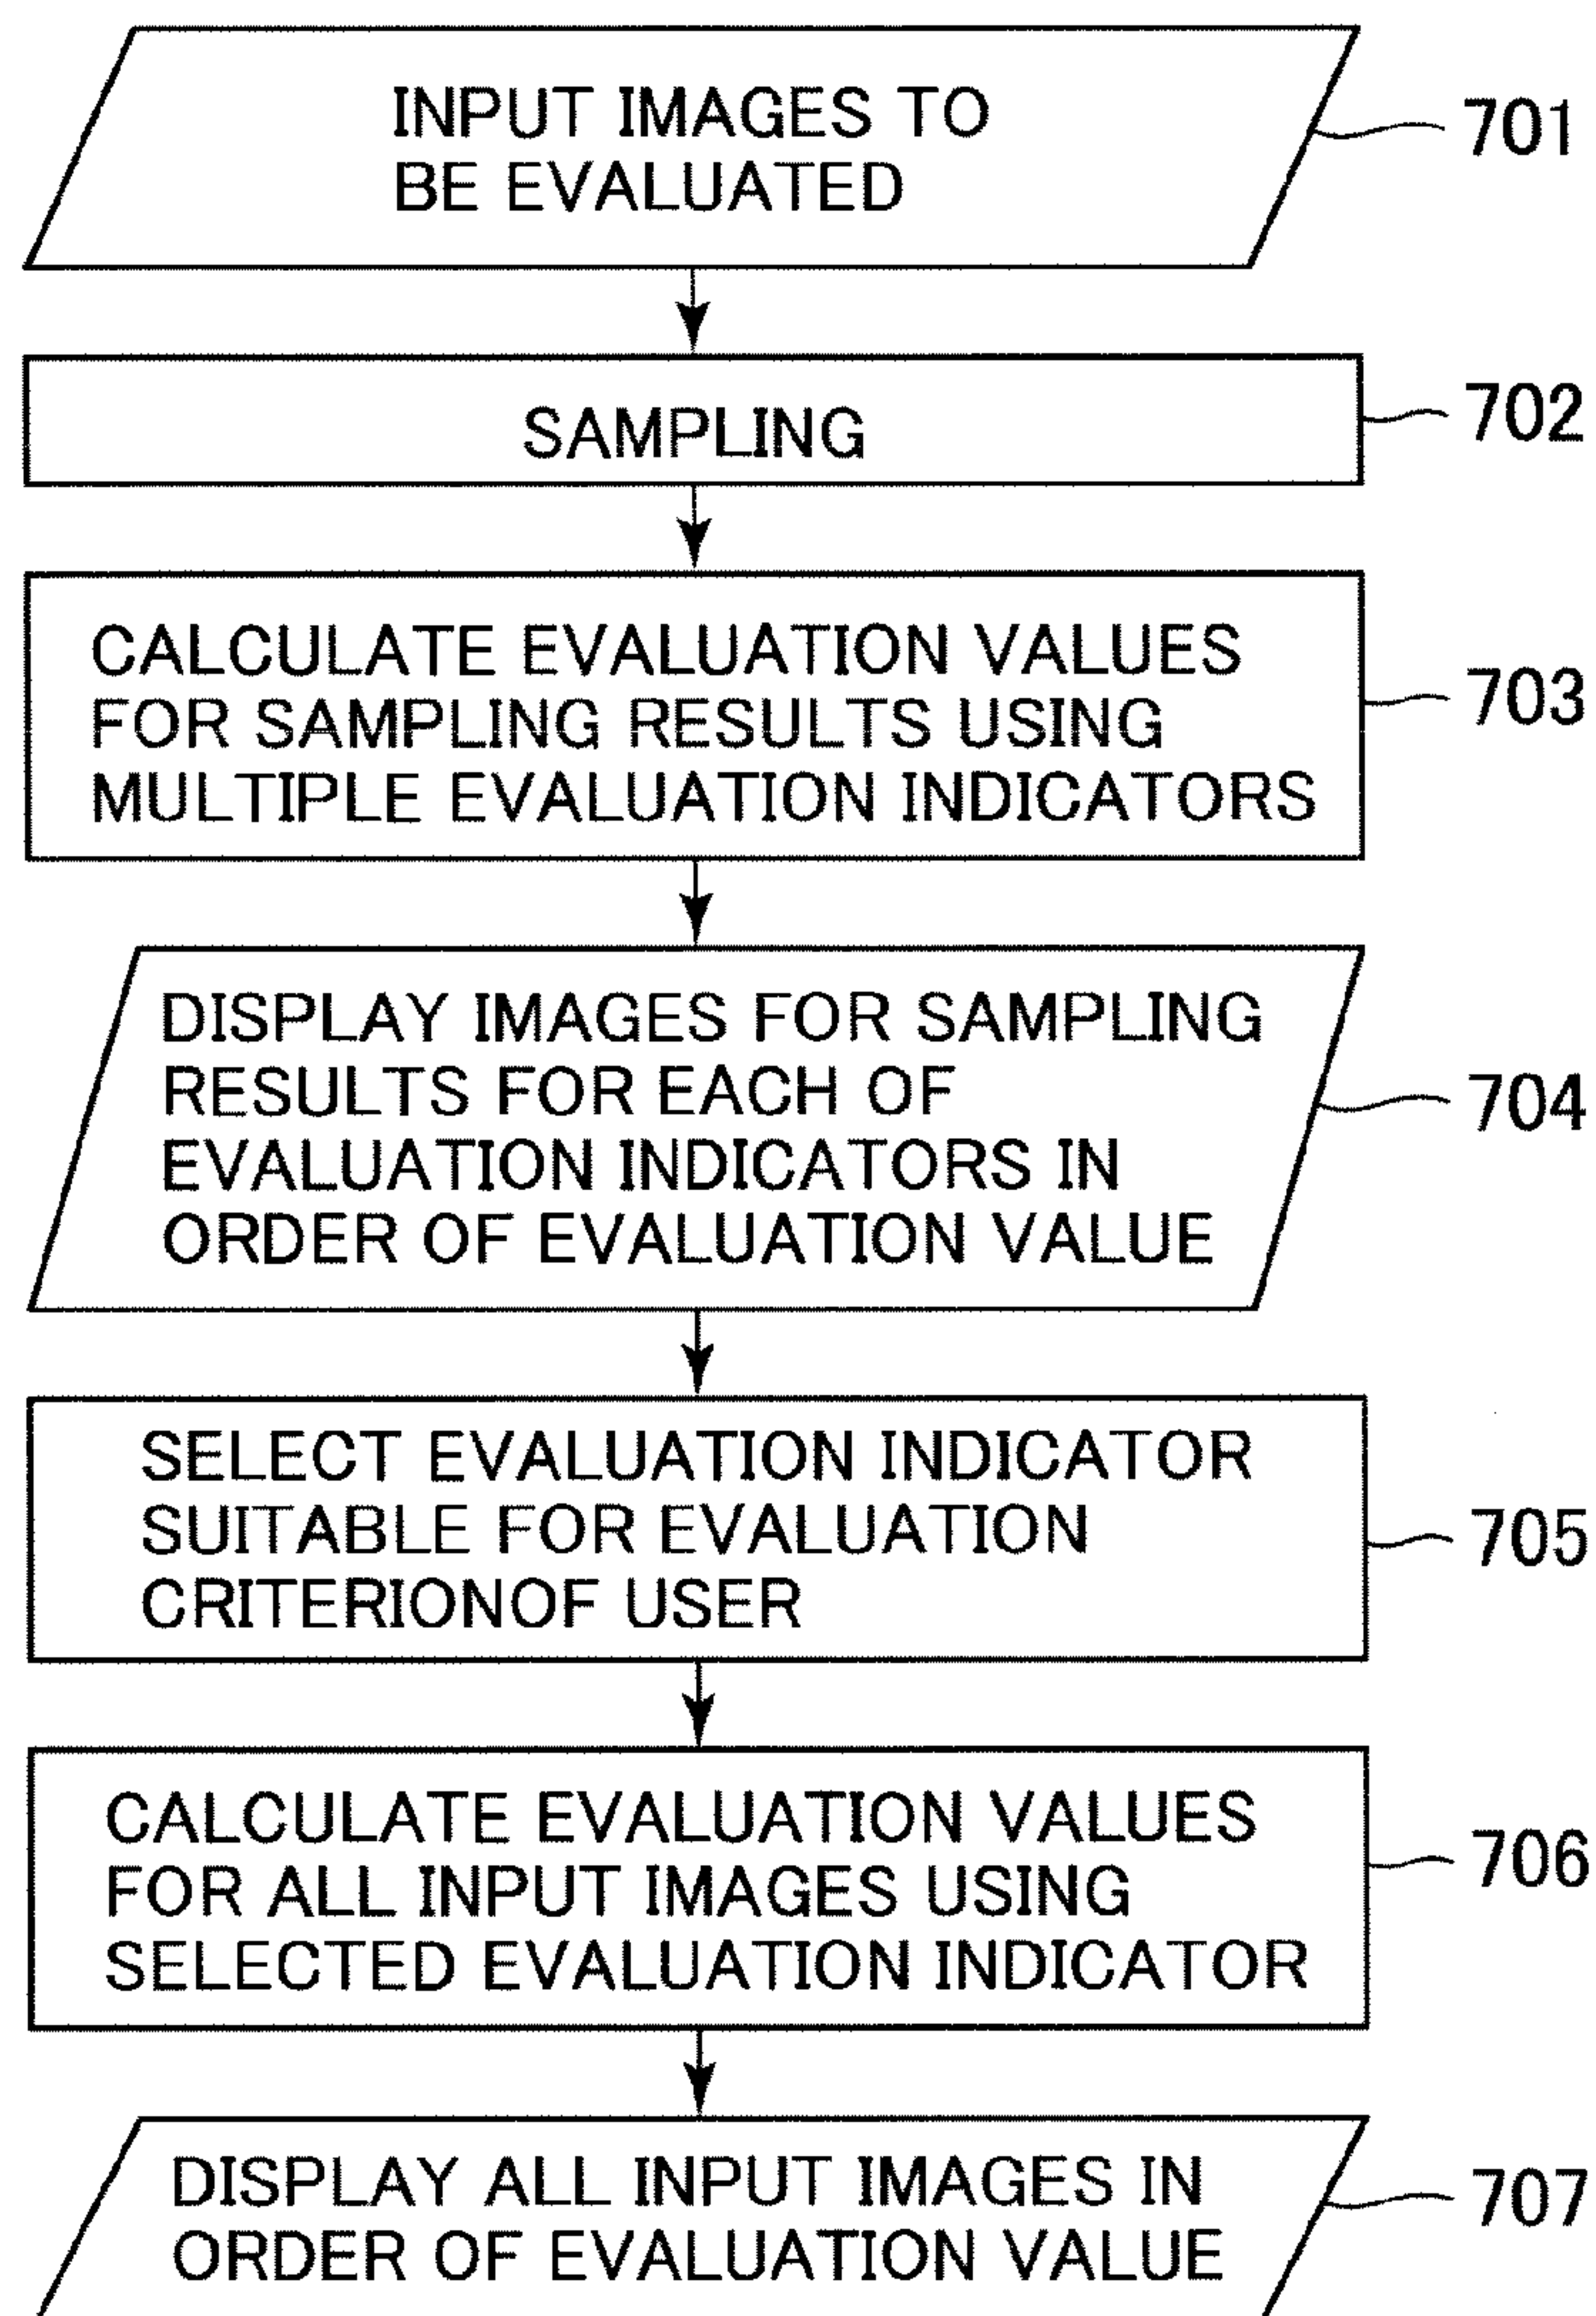 INPUT IMAGES TO
BE EVALUATED
701
SAMPLING
702
CALCULATE EVALUATION VALUES
FOR SAMPLING RESULTS USING
MULTIPLE EVALUATION INDICATORS
703
DISPLAY IMAGES FOR SAMPLING
RESULTS FOR EACH OF
EVALUATION INDICATORS IN
ORDER OF EVALUATION VALUE
704
SELECT EVALUATION INDICATOR
SUITABLE FOR EVALUATION
CRITERIONOF USER
705
CALCULATE EVALUATION VALUES
FOR ALL INPUT IMAGES USING
SELECTED EVALUATION INDICATOR
706
DISPLAY ALL INPUT IMAGES IN
ORDER OF EVALUATION VALUE
707